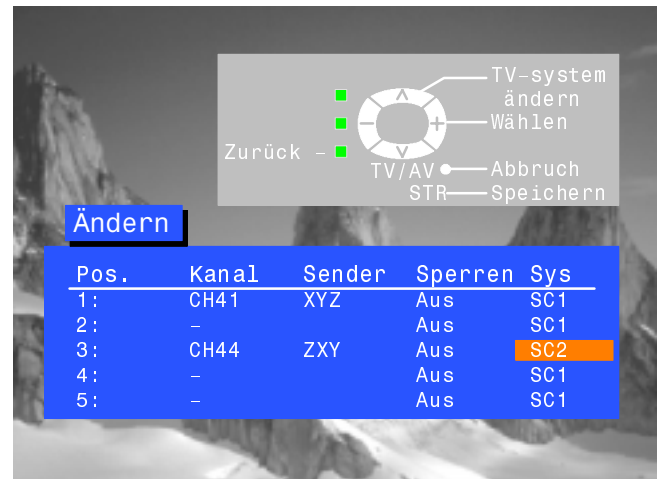 TV-system
ändern
Wählen
Zurück -
TV/AV Abbruch
STR Speichern
Ändern
Pos. Kanal Sender Sperren Sys
1: CH41 XYZ Aus SC1
2: - Aus SC1
3: CH44 ZXY Aus SC2
4: - Aus SC1
5: - Aus SC1